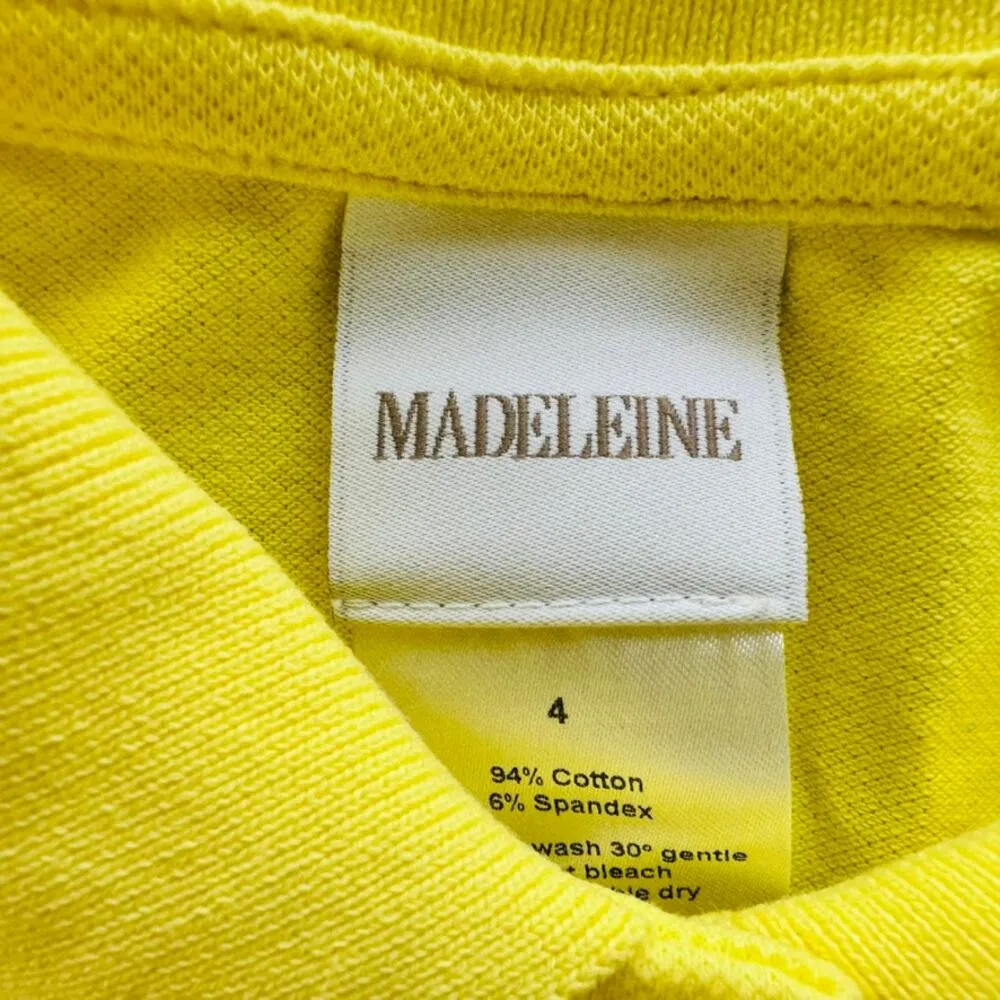 MADELEINE
4
94% Cotton
6% Spandex
wash 30° gentle
bleach
dry